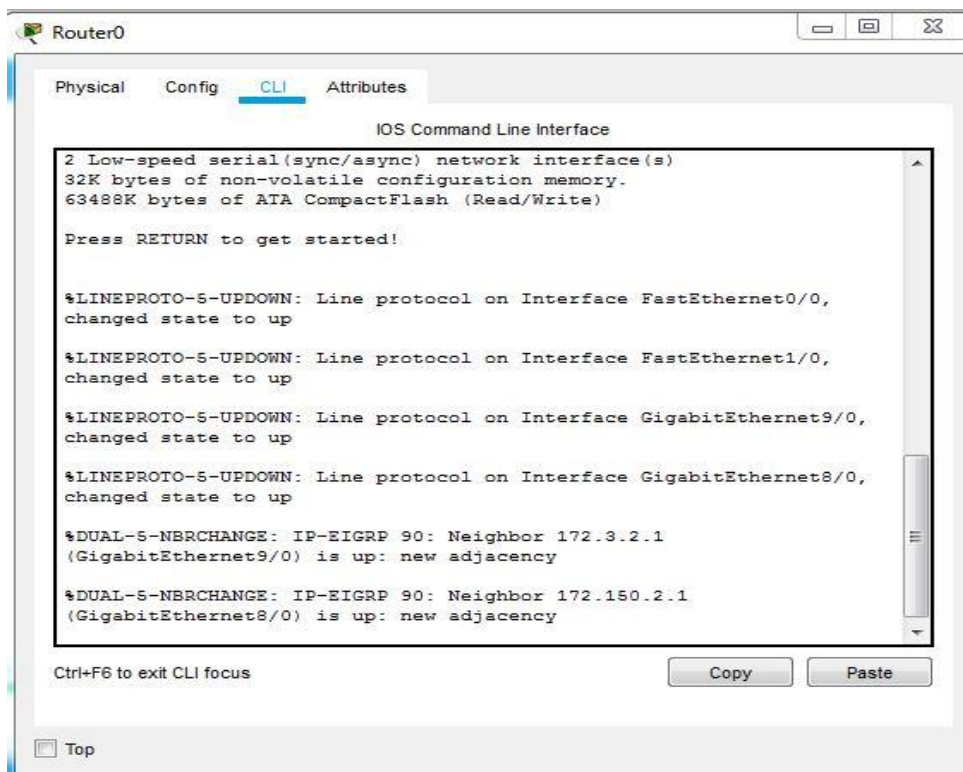 Router0
Physical Config CLI Attributes
IOS Command Line Interface
2 Low-speed serial(sync/async) network interface(s)
32K bytes of non-volatile configuration memory.
63488K bytes of ATA CompactFlash (Read/Write)
Press RETURN to get started!
%LINEPROTO-5-UPDOWN: Line protocol on Interface FastEthernet0/0,
changed state to up
%LINEPROTO-5-UPDOWN: Line protocol on Interface FastEthernet1/0,
changed state to up
%LINEPROTO-5-UPDOWN: Line protocol on Interface GigabitEthernet9/0,
changed state to up
%LINEPROTO-5-UPDOWN: Line protocol on Interface GigabitEthernet8/0,
changed state to up
%DUAL-5-NBRCHANGE: IP-EIGRP 90: Neighbor 172.3.2.1
(GigabitEthernet9/0) is up: new adjacency
%DUAL-5-NBRCHANGE: IP-EIGRP 90: Neighbor 172.150.2.1
(GigabitEthernet8/0) is up: new adjacency
Ctrl+F6 to exit CLI focus
Copy Paste
Top